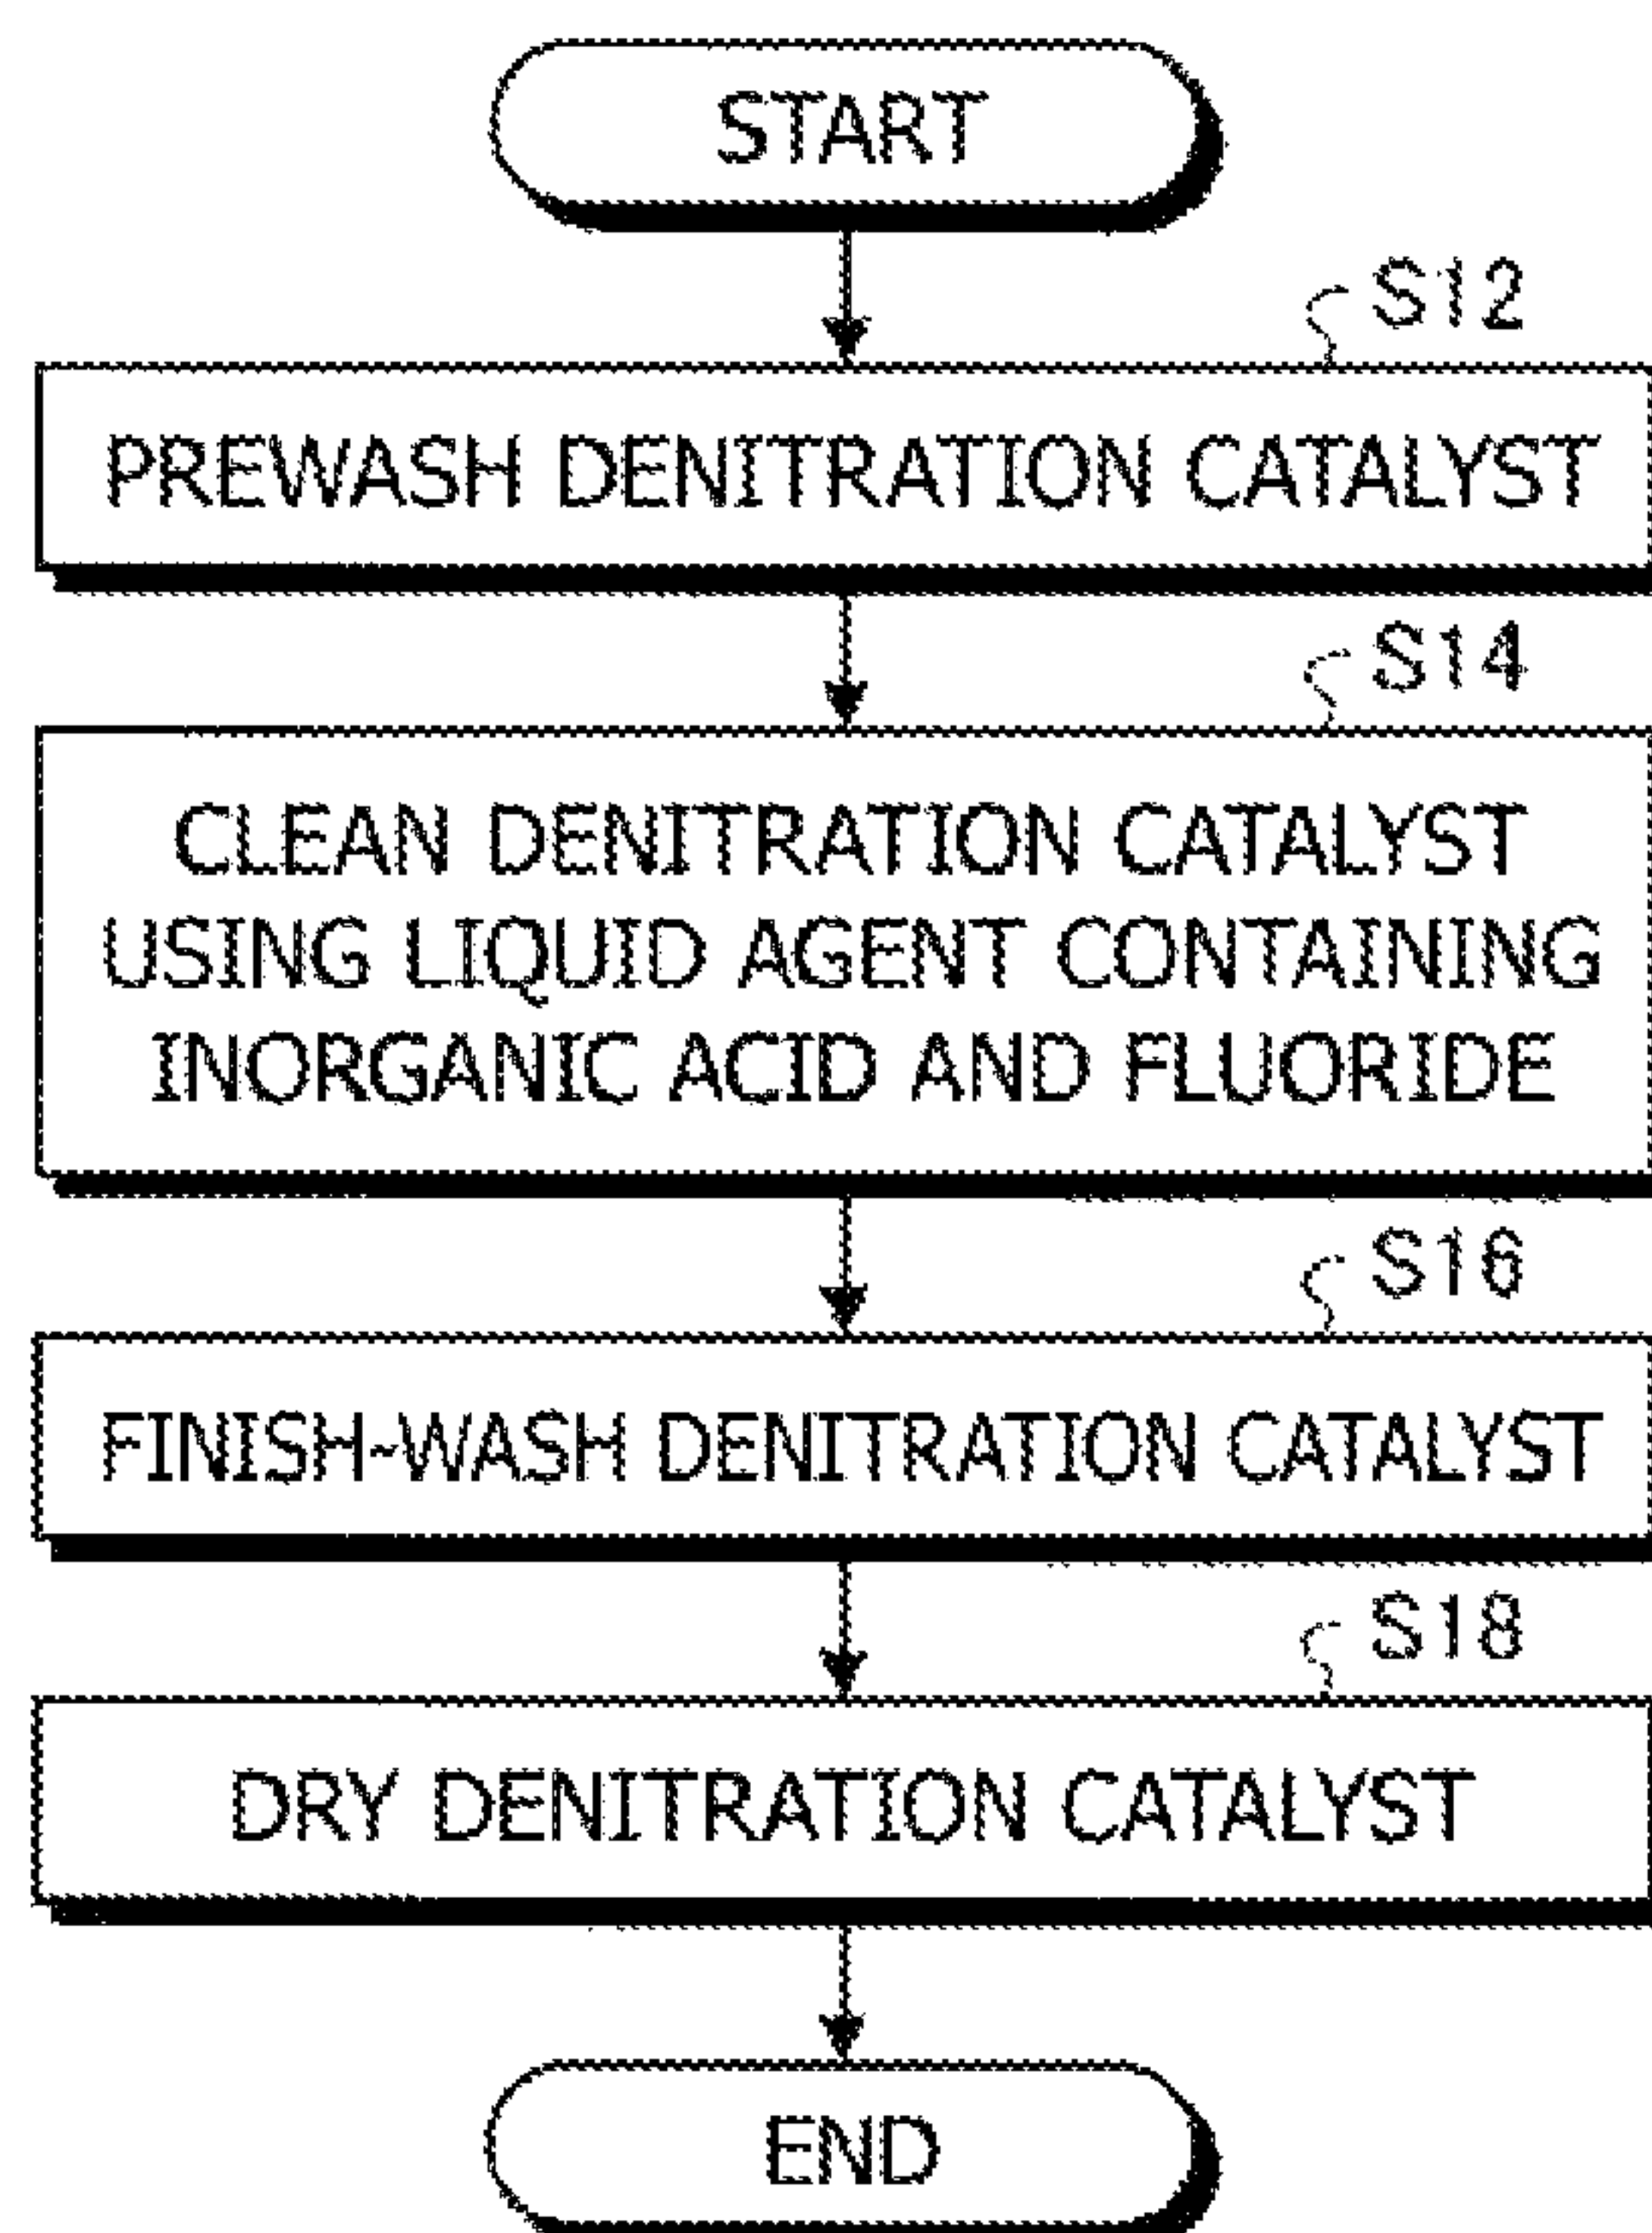 START
S12
PREWASH DENITRATION CATALYST
S14
CLEAN DENITRATION CATALYST
USING LIQUID AGENT CONTAINING
INORGANIC ACID AND FLUORIDE
S16
FINISH-WASH DENITRATION CATALYST
S18
DRY DENITRATION CATALYST
END